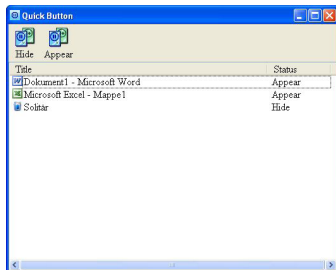 Quick Button
Hide Appear
Title Status
Dokument1 - Microsoft Word Appear
Microsoft Excel - Mappe1 Appear
Solitär Hide